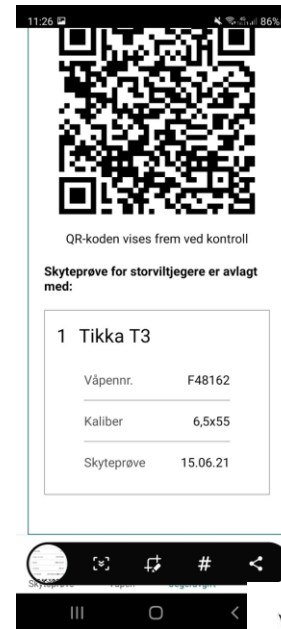 11:26
86%
QR-koden vises frem ved kontroll
Skyteprøve for storviltjegere er avlagt
med:
1 Tikka T3
Våpennr. F48162
Kaliber 6,5x55
Skyteprøve 15.06.21
#